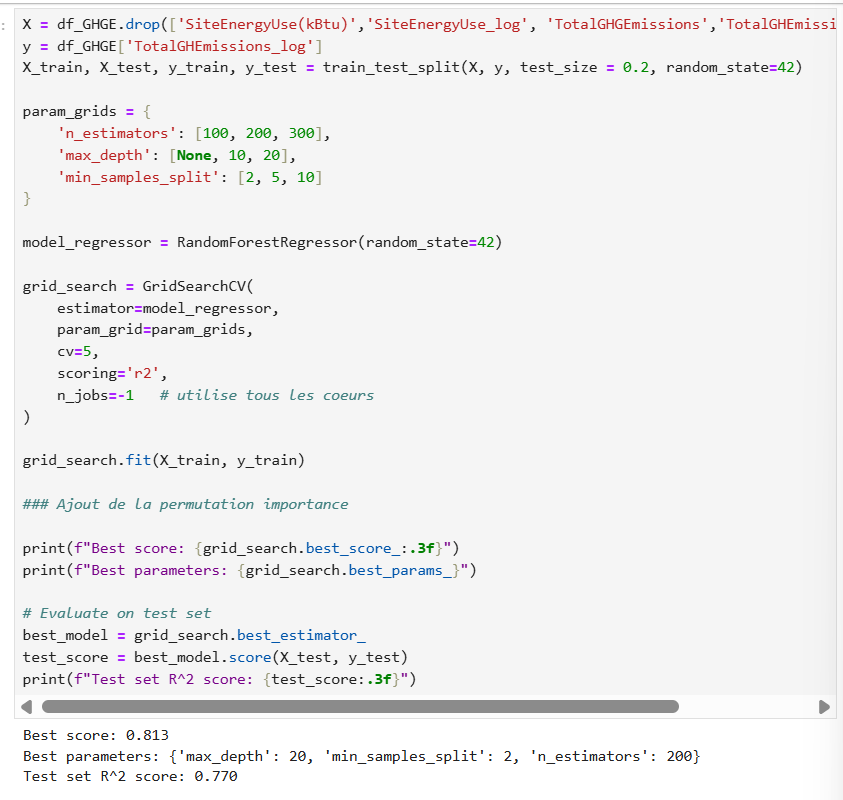 X = df_GHGE.drop(['SiteEnergyUse(kBtu)','SiteEnergyUse_log', 'TotalGHGEmissions','TotalGHEmissi
y = df_GHGE['TotalGHEmissions_log']
X_train, X_test, y_train, y_test = train_test_split(X, y, test_size = 0.2, random_state=42)
param_grids = {
    'n_estimators': [100, 200, 300],
    'max_depth': [None, 10, 20],
    'min_samples_split': [2, 5, 10]
}
model_regressor = RandomForestRegressor(random_state=42)
grid_search = GridSearchCV(
    estimator=model_regressor,
    param_grid=param_grids,
    cv=5,
    scoring='r2',
    n_jobs=-1   # utilise tous les coeurs
)
grid_search.fit(X_train, y_train)
### Ajout de la permutation importance
print(f"Best score: {grid_search.best_score_:.3f}")
print(f"Best parameters: {grid_search.best_params_}")
# Evaluate on test set
best_model = grid_search.best_estimator_
test_score = best_model.score(X_test, y_test)
print(f"Test set R^2 score: {test_score:.3f}")
Best score: 0.813
Best parameters: {'max_depth': 20, 'min_samples_split': 2, 'n_estimators': 200}
Test set R^2 score: 0.770